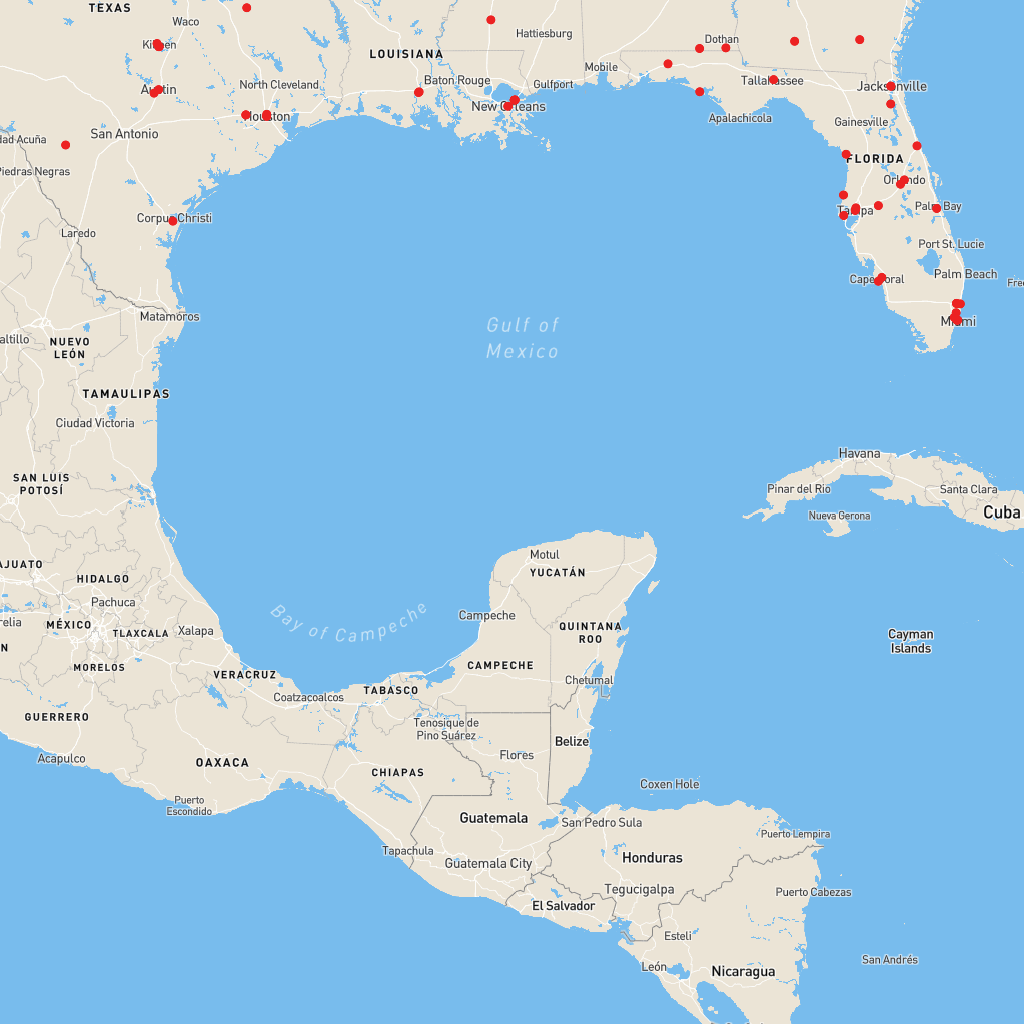 TEXAS
Waco
Hattiesburg
Dothan
Killeen
LOUISIANA
Mobile
Baton Rouge
Gulfport
Tallahassee
North Cleveland
Jacksonville
Austin
New Orleans
Houston
Apalachicola
Gainesville
San Antonio
dad Acuña
FLORIDA
Piedras Negras
Orlando
Tampa
Palm Bay
Corpus Christi
Laredo
Port St. Lucie
Cape Coral
Palm Beach
Free
Matamoros
Miami
Gulf of
Mexico
altillo
NUEVO
LEÓN
TAMAULIPAS
Ciudad Victoria
Havana
SAN LUIS
POTOSÍ
Pinar del Rio
Santa Clara
Nueva Gerona
Cuba
Motul
YUCATÁN
AJUATO
HIDALGO
Pachuca
Bay of Campeche
Campeche
relia
MÉXICO
TLAXCALA
Xalapa
QUINTANA
ROO
Cayman
Islands
N
MORELOS
CAMPECHE
VERACRUZ
Chetumal
TABASCO
Coatzacoalcos
GUERRERO
Tenosique de
Pino Suárez
Belize
Flores
Acapulco
OAXACA
CHIAPAS
Coxen Hole
Puerto
Escondido
Guatemala
San Pedro Sula
Puerto Lempira
Tapachula
Guatemala City
Honduras
Tegucigalpa
Puerto Cabezas
El Salvador
Esteli
San Andrés
León
Nicaragua